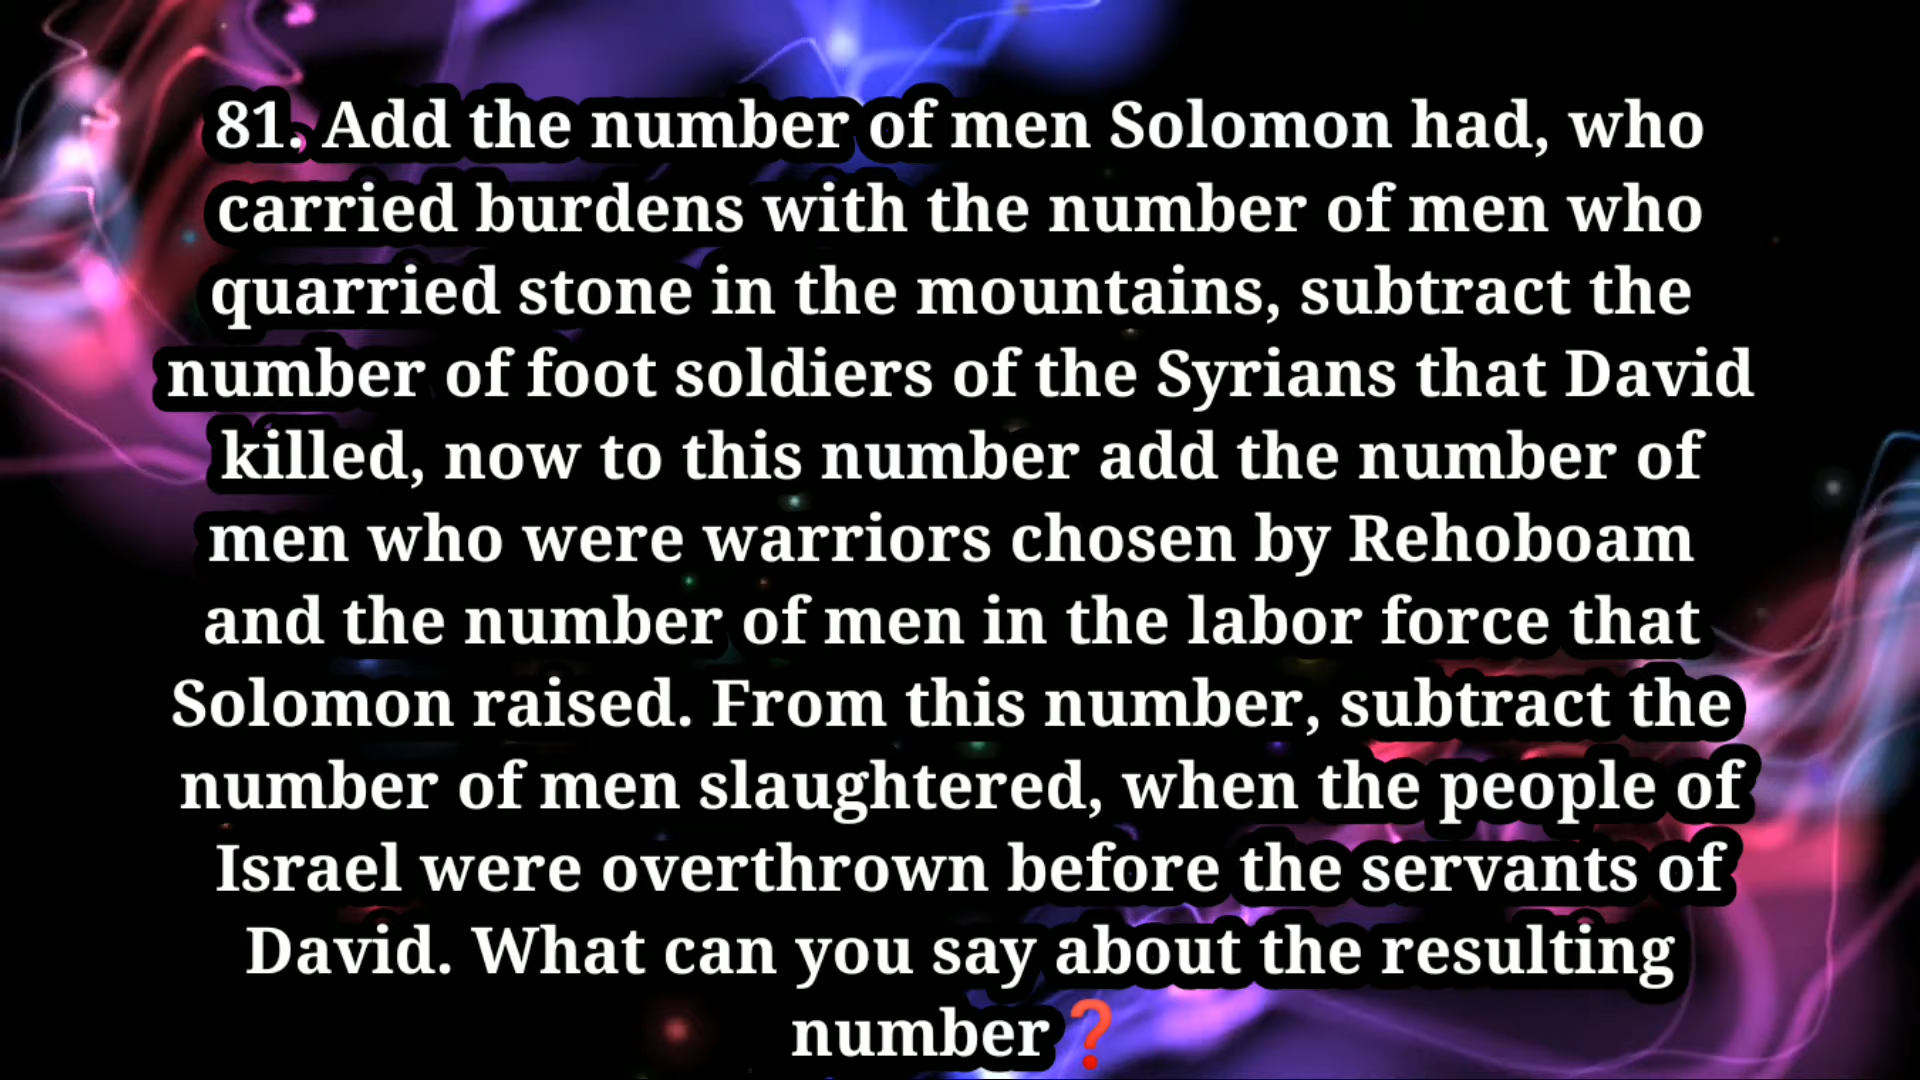 81. Add the number of men Solomon had, who
carried burdens with the number of men who
quarried stone in the mountains, subtract the
number of foot soldiers of the Syrians that David
killed, now to this number add the number of
men who were warriors chosen by Rehoboam
and the number of men in the labor force that
Solomon raised. From this number, subtract the
number of men slaughtered, when the people of
Israel were overthrown before the servants of
David. What can you say about the resulting
number❓